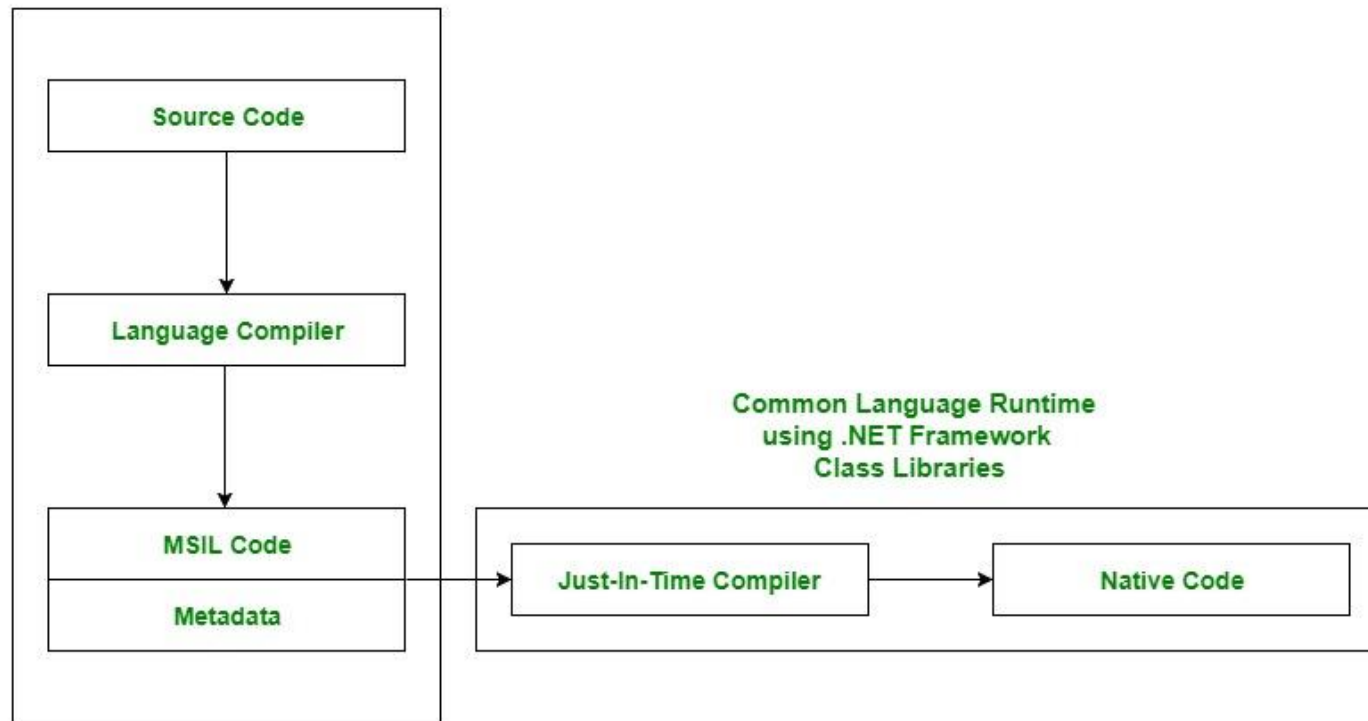 Source Code
Language Compiler
MSIL Code
Metadata
Common Language Runtime
using .NET Framework
Class Libraries
Just-In-Time Compiler
Native Code